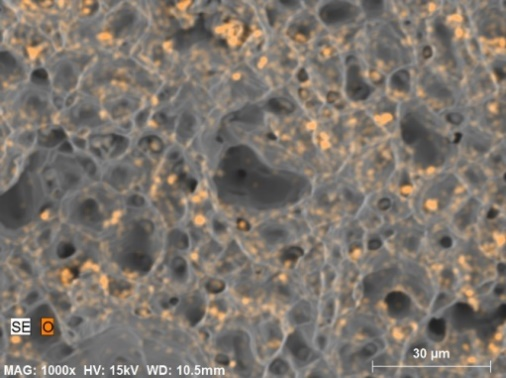 SE O
30 μm
MAG: 1000x HV: 15kV WD: 10.5mm